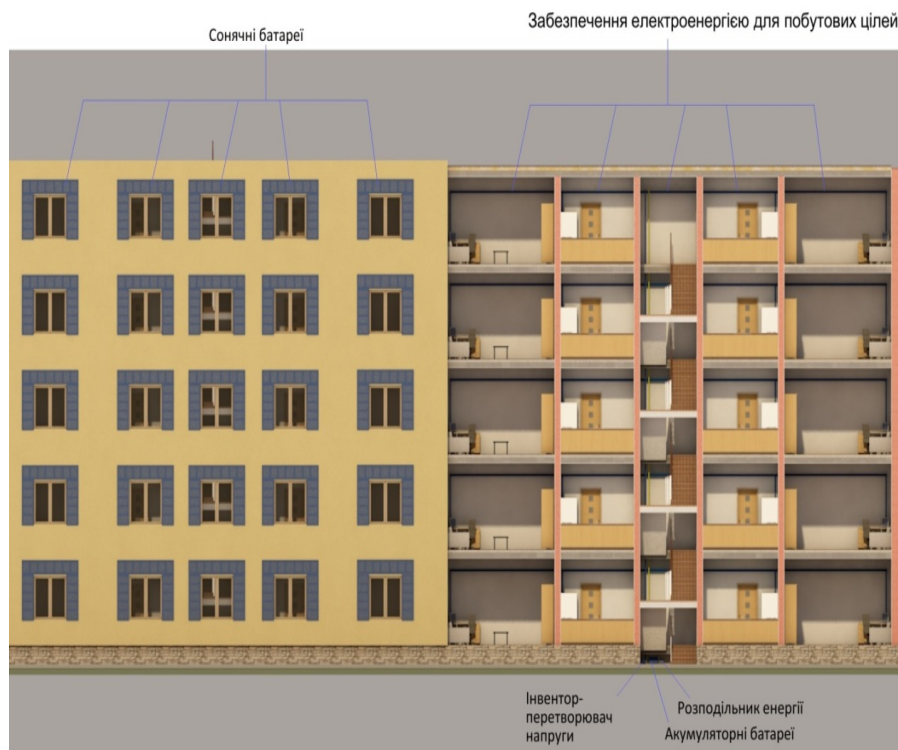 Забезпечення електроенергією для побутових цілей
Сонячні батареї
Інвентор-
перетворювач
напруги
Розподільник енергії
Акумуляторні батареї